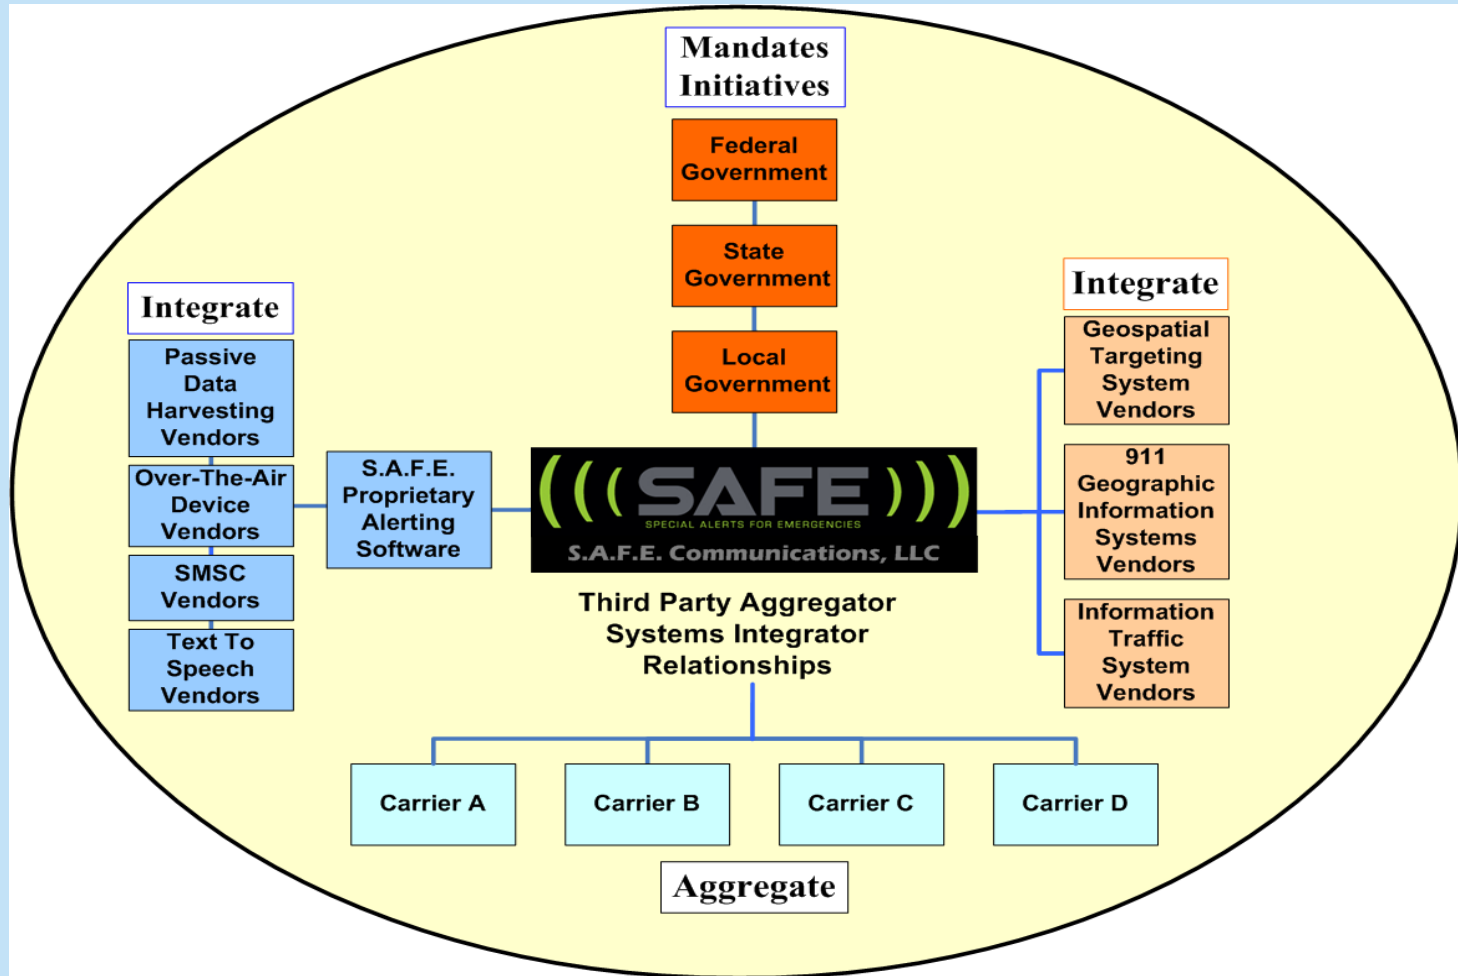 Mandates
Initiatives
Federal
Government
State
Government
Local
Government
Integrate
Passive
Data
Harvesting
Vendors
Over-The-Air
Device
Vendors
SMSC
Vendors
Text To
Speech
Vendors
S.A.F.E.
Proprietary
Alerting
Software
SAFE
SPECIAL ALERTS FOR EMERGENCIES
S.A.F.E. Communications, LLC
Third Party Aggregator
Systems Integrator
Relationships
Integrate
Geospatial
Targeting
System
Vendors
911
Geographic
Information
Systems
Vendors
Information
Traffic
System
Vendors
Carrier A
Carrier B
Carrier C
Carrier D
Aggregate